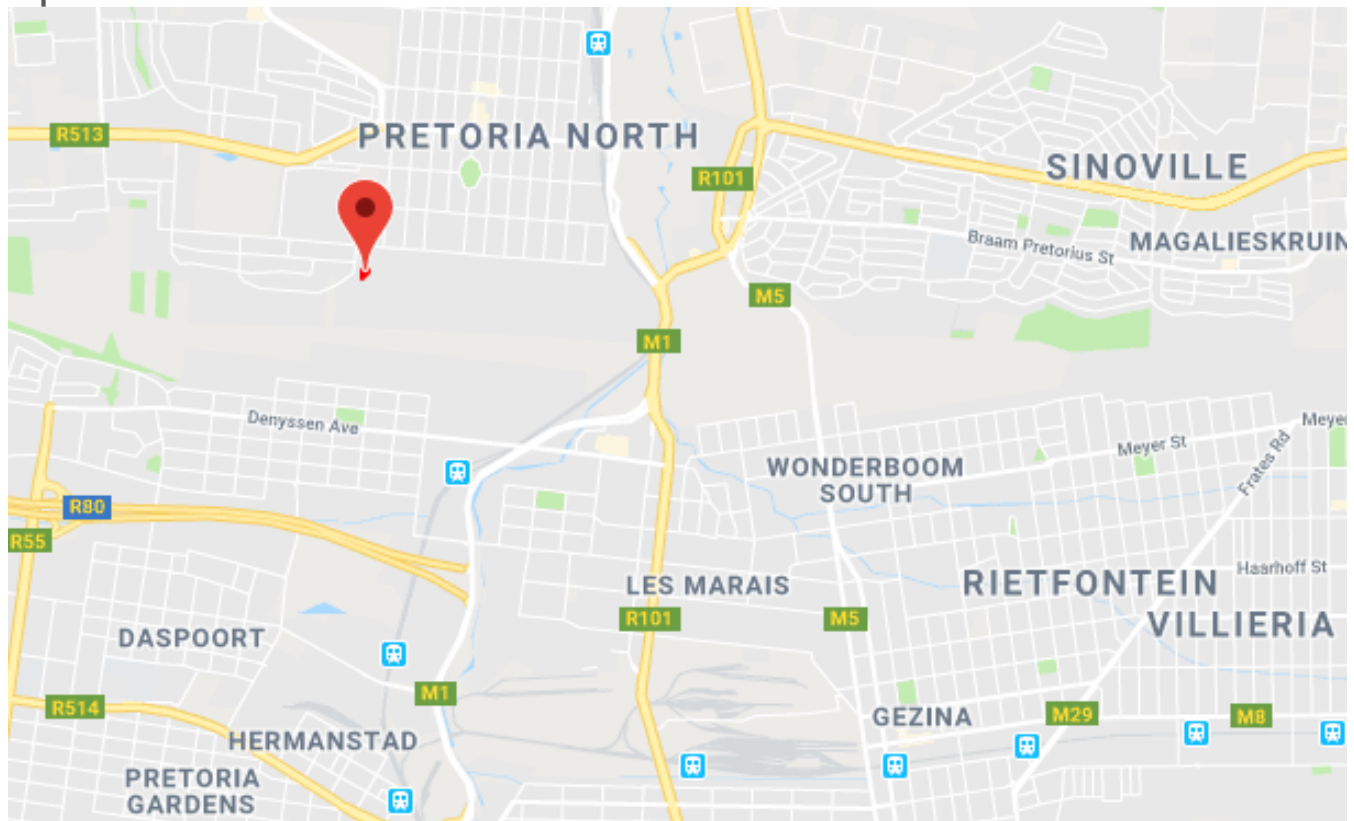 R513
PRETORIA NORTH
R101
SINOVILLE
Braam Pretorius St
MAGALIESKRUIN
M5
M1
Denyssen Ave
Meyer St
Meyer
Frates Rd
WONDERBOOM
SOUTH
R80
R55
LES MARAIS
RIETFONTEIN
Haarhoff St
R101
M5
VILLIERIA
DASPOORT
M1
R514
GEZINA
M29
M8
HERMANSTAD
PRETORIA
GARDENS